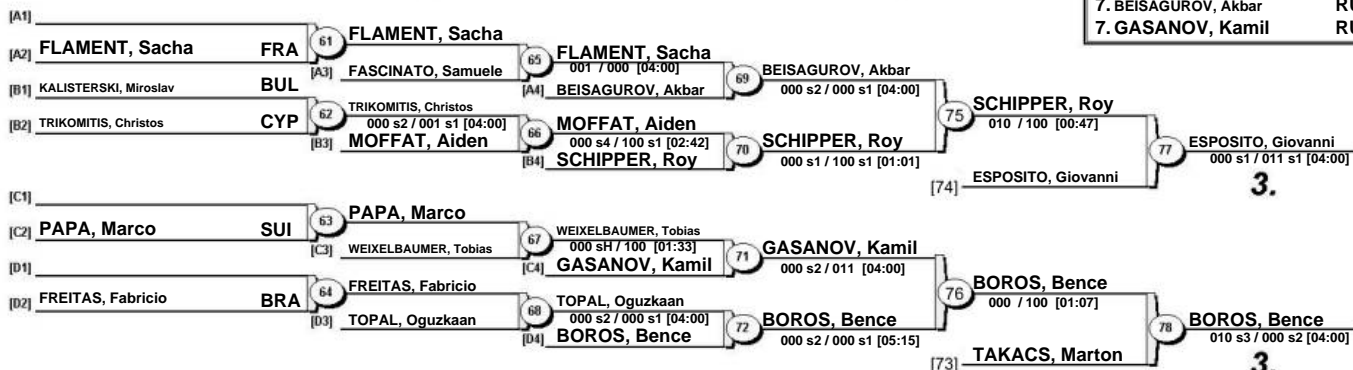 7. BEISAGUROV, Akbar RU
7. GASANOV, Kamil RU
[A1]
[A2] FLAMENT, Sacha FRA
61 FLAMENT, Sacha
[A3] FASCINATO, Samuele
65 FLAMENT, Sacha
001 / 000 [04:00]
[A4] BEISAGUROV, Akbar
69 BEISAGUROV, Akbar
000 s2 / 000 s1 [04:00]
[B1] KALISTERSKI, Miroslav BUL
[B2] TRIKOMITIS, Christos CYP
62 TRIKOMITIS, Christos
000 s2 / 001 s1 [04:00]
[B3] MOFFAT, Aiden
66 MOFFAT, Aiden
000 s4 / 100 s1 [02:42]
[B4] SCHIPPER, Roy
70 SCHIPPER, Roy
000 s1 / 100 s1 [01:01]
75 SCHIPPER, Roy
010 / 100 [00:47]
[74] ESPOSITO, Giovanni
77 ESPOSITO, Giovanni
000 s1 / 011 s1 [04:00]
3.
[C1]
[C2] PAPA, Marco SUI
63 PAPA, Marco
[C3] WEIXELBAUMER, Tobias
67 WEIXELBAUMER, Tobias
000 sH / 100 [01:33]
[C4] GASANOV, Kamil
71 GASANOV, Kamil
000 s2 / 011 [04:00]
[D1]
[D2] FREITAS, Fabricio BRA
64 FREITAS, Fabricio
[D3] TOPAL, Oguzkaan
68 TOPAL, Oguzkaan
000 s2 / 000 s1 [04:00]
[D4] BOROS, Bence
72 BOROS, Bence
000 s2 / 000 s1 [05:15]
76 BOROS, Bence
000 / 100 [01:07]
[73] TAKACS, Marton
78 BOROS, Bence
010 s3 / 000 s2 [04:00]
3.